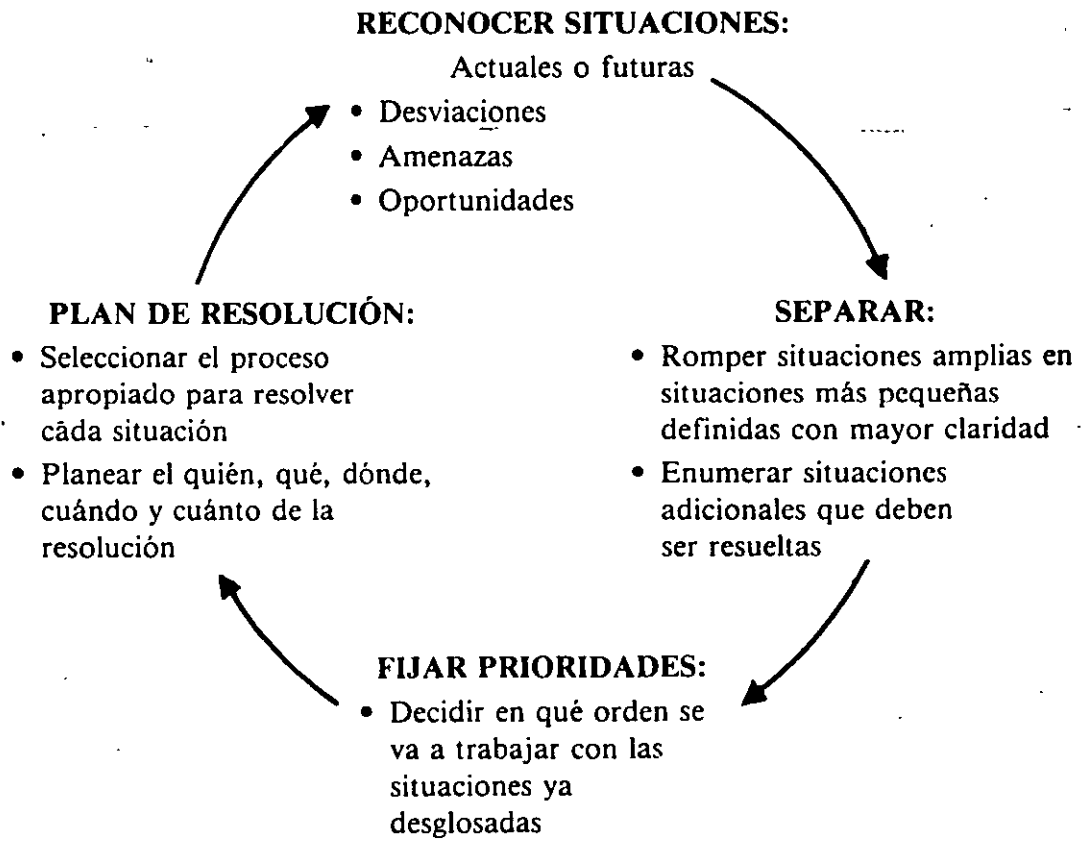 RECONOCER SITUACIONES:
Actuales o futuras
• Desviaciones
• Amenazas
• Oportunidades
SEPARAR:
• Romper situaciones amplias en
situaciones más pequeñas
definidas con mayor claridad
• Enumerar situaciones
adicionales que deben
ser resueltas
FIJAR PRIORIDADES:
• Decidir en qué orden se
va a trabajar con las
situaciones ya
desglosadas
PLAN DE RESOLUCIÓN:
• Seleccionar el proceso
apropiado para resolver
cada situación
• Planear el quién, qué, dónde,
cuándo y cuánto de la
resolución